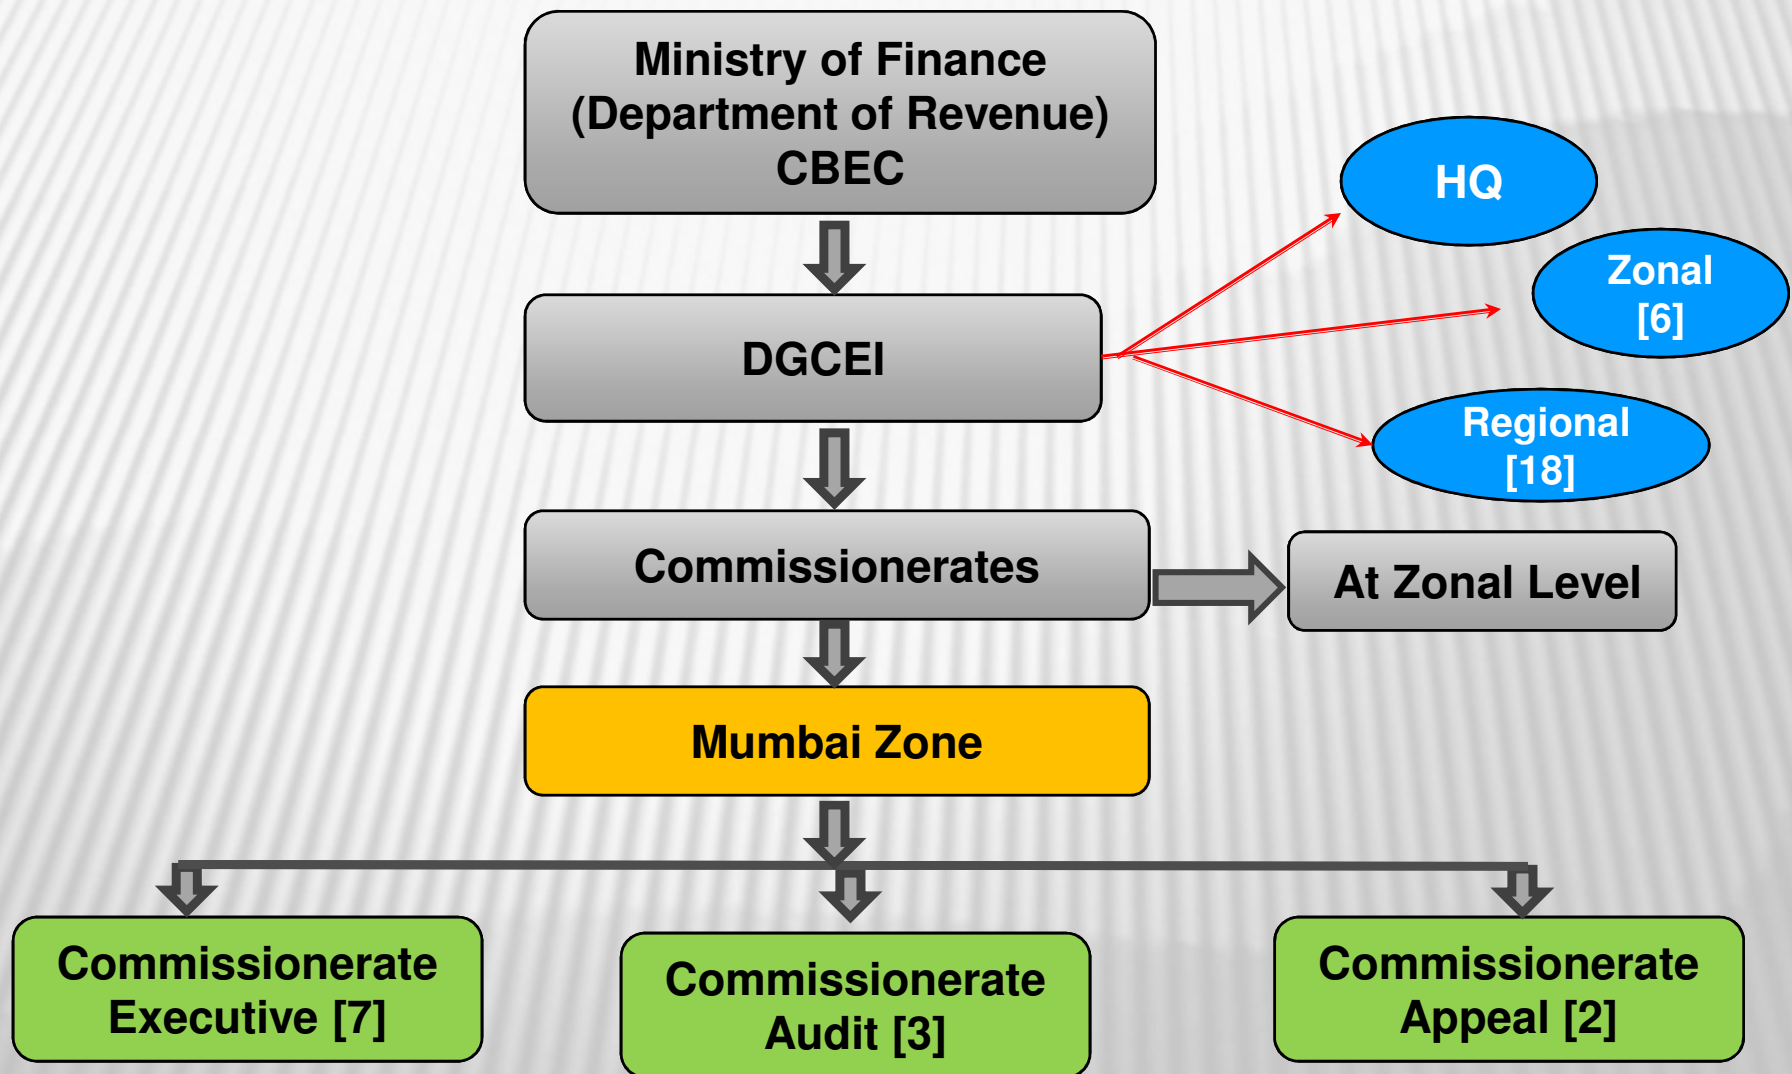 Ministry of Finance
(Department of Revenue)
CBEC
HQ
Zonal
[6]
DGCEI
Regional
[18]
Commissionerates
At Zonal Level
Mumbai Zone
Commissionerate
Executive [7]
Commissionerate
Audit [3]
Commissionerate
Appeal [2]